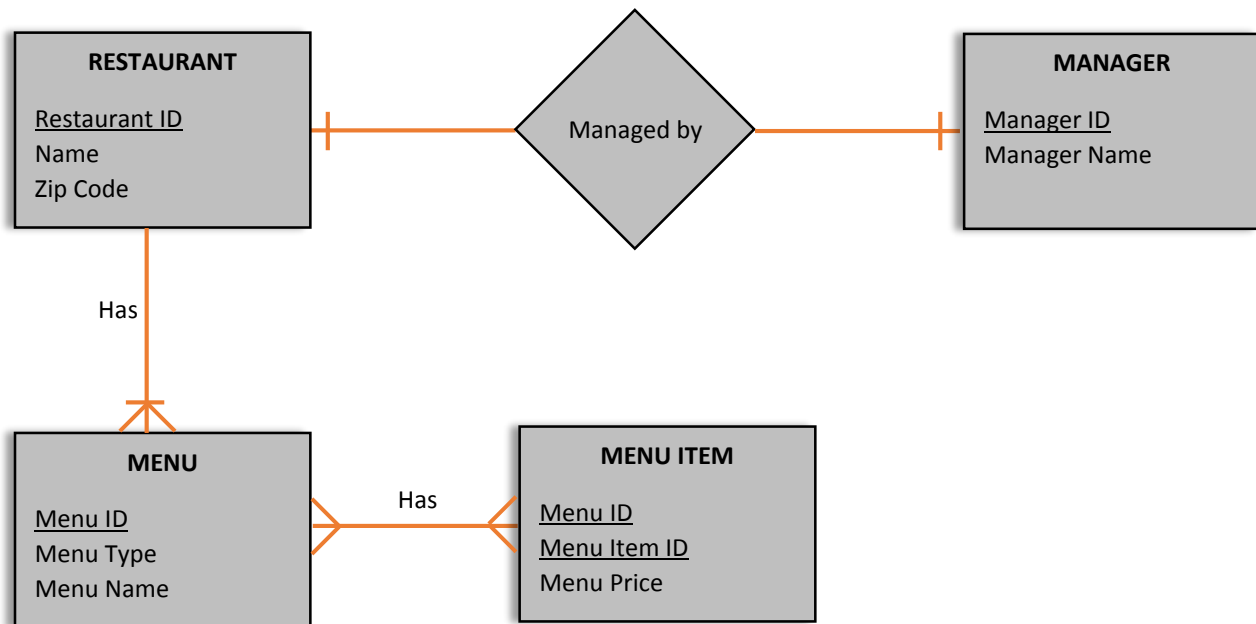 RESTAURANT
Restaurant ID
Name
Zip Code
Managed by
MANAGER
Manager ID
Manager Name
Has
MENU
Menu ID
Menu Type
Menu Name
Has
MENU ITEM
Menu ID
Menu Item ID
Menu Price